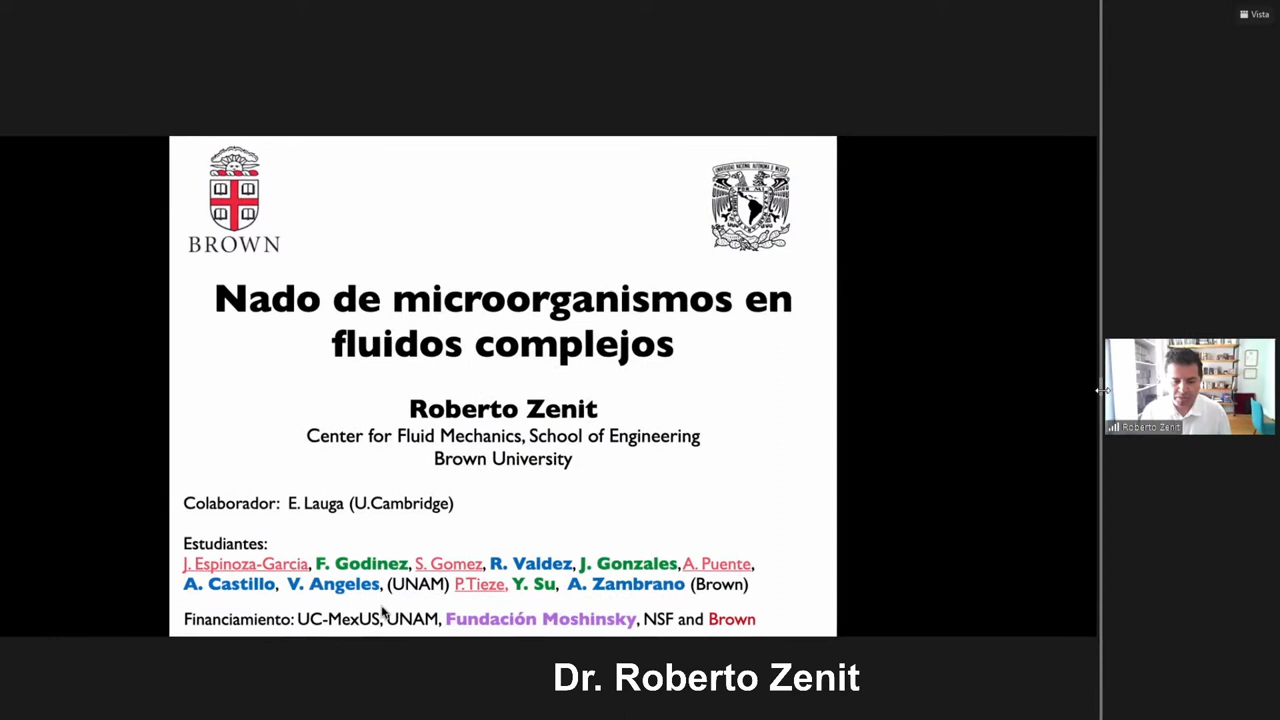 Vista
BROWN
Nado de microorganismos en
fluidos complejos
Roberto Zenit
Center for Fluid Mechanics, School of Engineering
Brown University
Colaborador: E. Lauga (U.Cambridge)
Estudiantes:
J. Espinoza-Garcia, F. Godinez, S. Gomez, R. Valdez, J. Gonzales, A. Puente,
A. Castillo, V. Angeles, (UNAM) P.Tieze, Y. Su, A. Zambrano (Brown)
Financiamiento: UC-MexUS, UNAM, Fundación Moshinsky, NSF and Brown
Roberto Zenit
Dr. Roberto Zenit